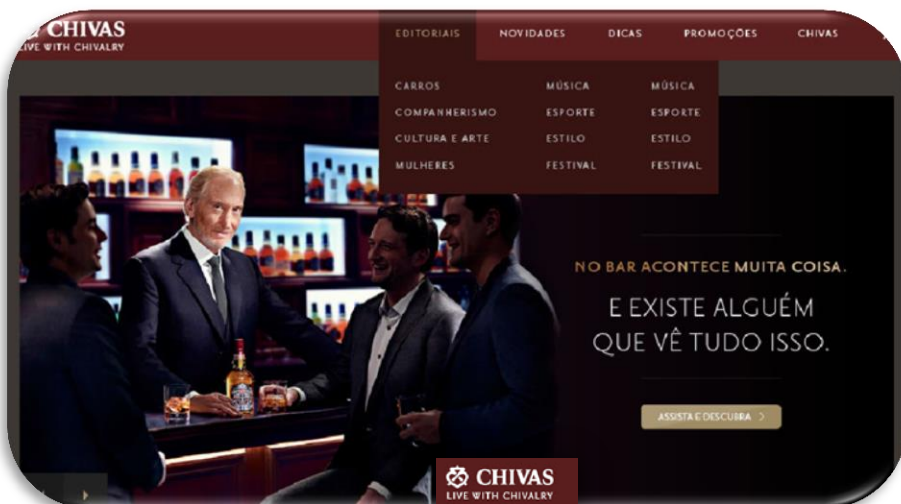 CHIVAS
LIVE WITH CHIVALRY
EDITORIAIS NOVIDADES DICAS PROMOÇÕES CHIVAS
CARROS MÚSICA MÚSICA
COMPANHERISMO ESPORTE ESPORTE
CULTURA E ARTE ESTILO ESTILO
MULHERES FESTIVAL FESTIVAL
NO BAR ACONTECE MUITA COISA.
E EXISTE ALGUÉM
QUE VÊ TUDO ISSO.
ASSISTA E DESCUBRA >
CHIVAS
LIVE WITH CHIVALRY